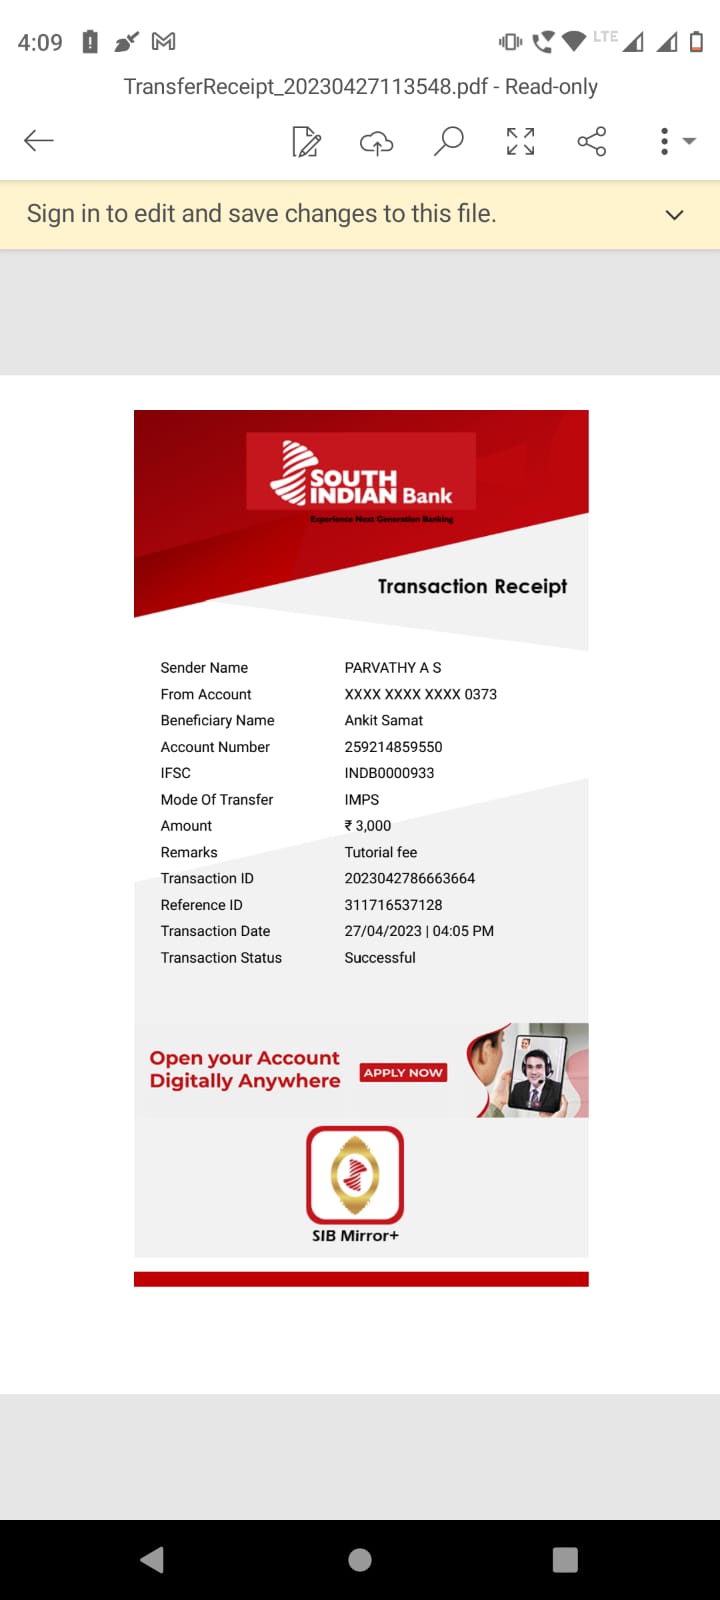 4:09 LTE
TransferReceipt_20230427113548.pdf - Read-only
Sign in to edit and save changes to this file.
SOUTH
INDIAN Bank
Experience Next Generation Banking
Transaction Receipt
Sender Name PARVATHY A S
From Account XXXX XXXX XXXX 0373
Beneficiary Name Ankit Samat
Account Number 259214859550
IFSC INDB0000933
Mode Of Transfer IMPS
Amount ₹ 3,000
Remarks Tutorial fee
Transaction ID 2023042786663664
Reference ID 311716537128
Transaction Date 27/04/2023 | 04:05 PM
Transaction Status Successful
Open your Account
Digitally Anywhere
APPLY NOW
SIB Mirror+